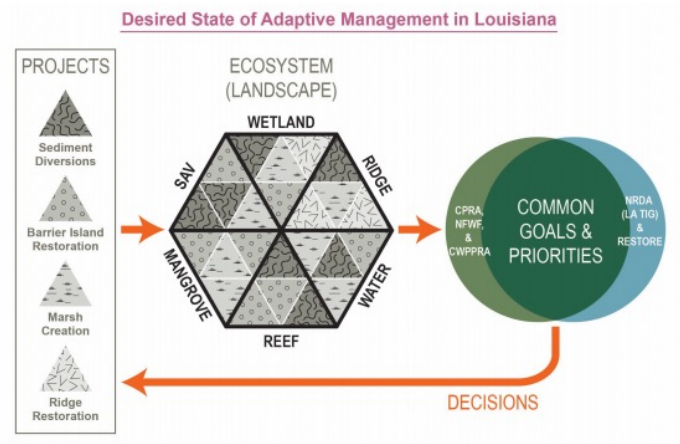 Desired State of Adaptive Management in Louisiana
PROJECTS
Sediment
Diversions
Barrier Island
Restoration
Marsh
Creation
Ridge
Restoration
ECOSYSTEM
(LANDSCAPE)
WETLAND
SAV
RIDGE
MANGROVE
WATER
REEF
CPRA,
NFWF,
&
CWPPRA
COMMON
GOALS &
PRIORITIES
NRDA
(LA TIG)
&
RESTORE
DECISIONS